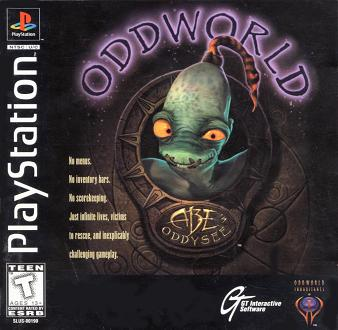 PlayStation
NTSC U/C
ODDWORLD
No menus.
No inventory bars.
No scorekeeping.
Just infinite lives, victims
to rescue, and inexplicably
challenging gameplay.
ABE'S
ODDYSEE
TEEN
T
AGES 13+
CONTENT RATED BY
ESRB
SLUS-00190
GT
GT Interactive
Software
ODDWORLD
INHABITANTS